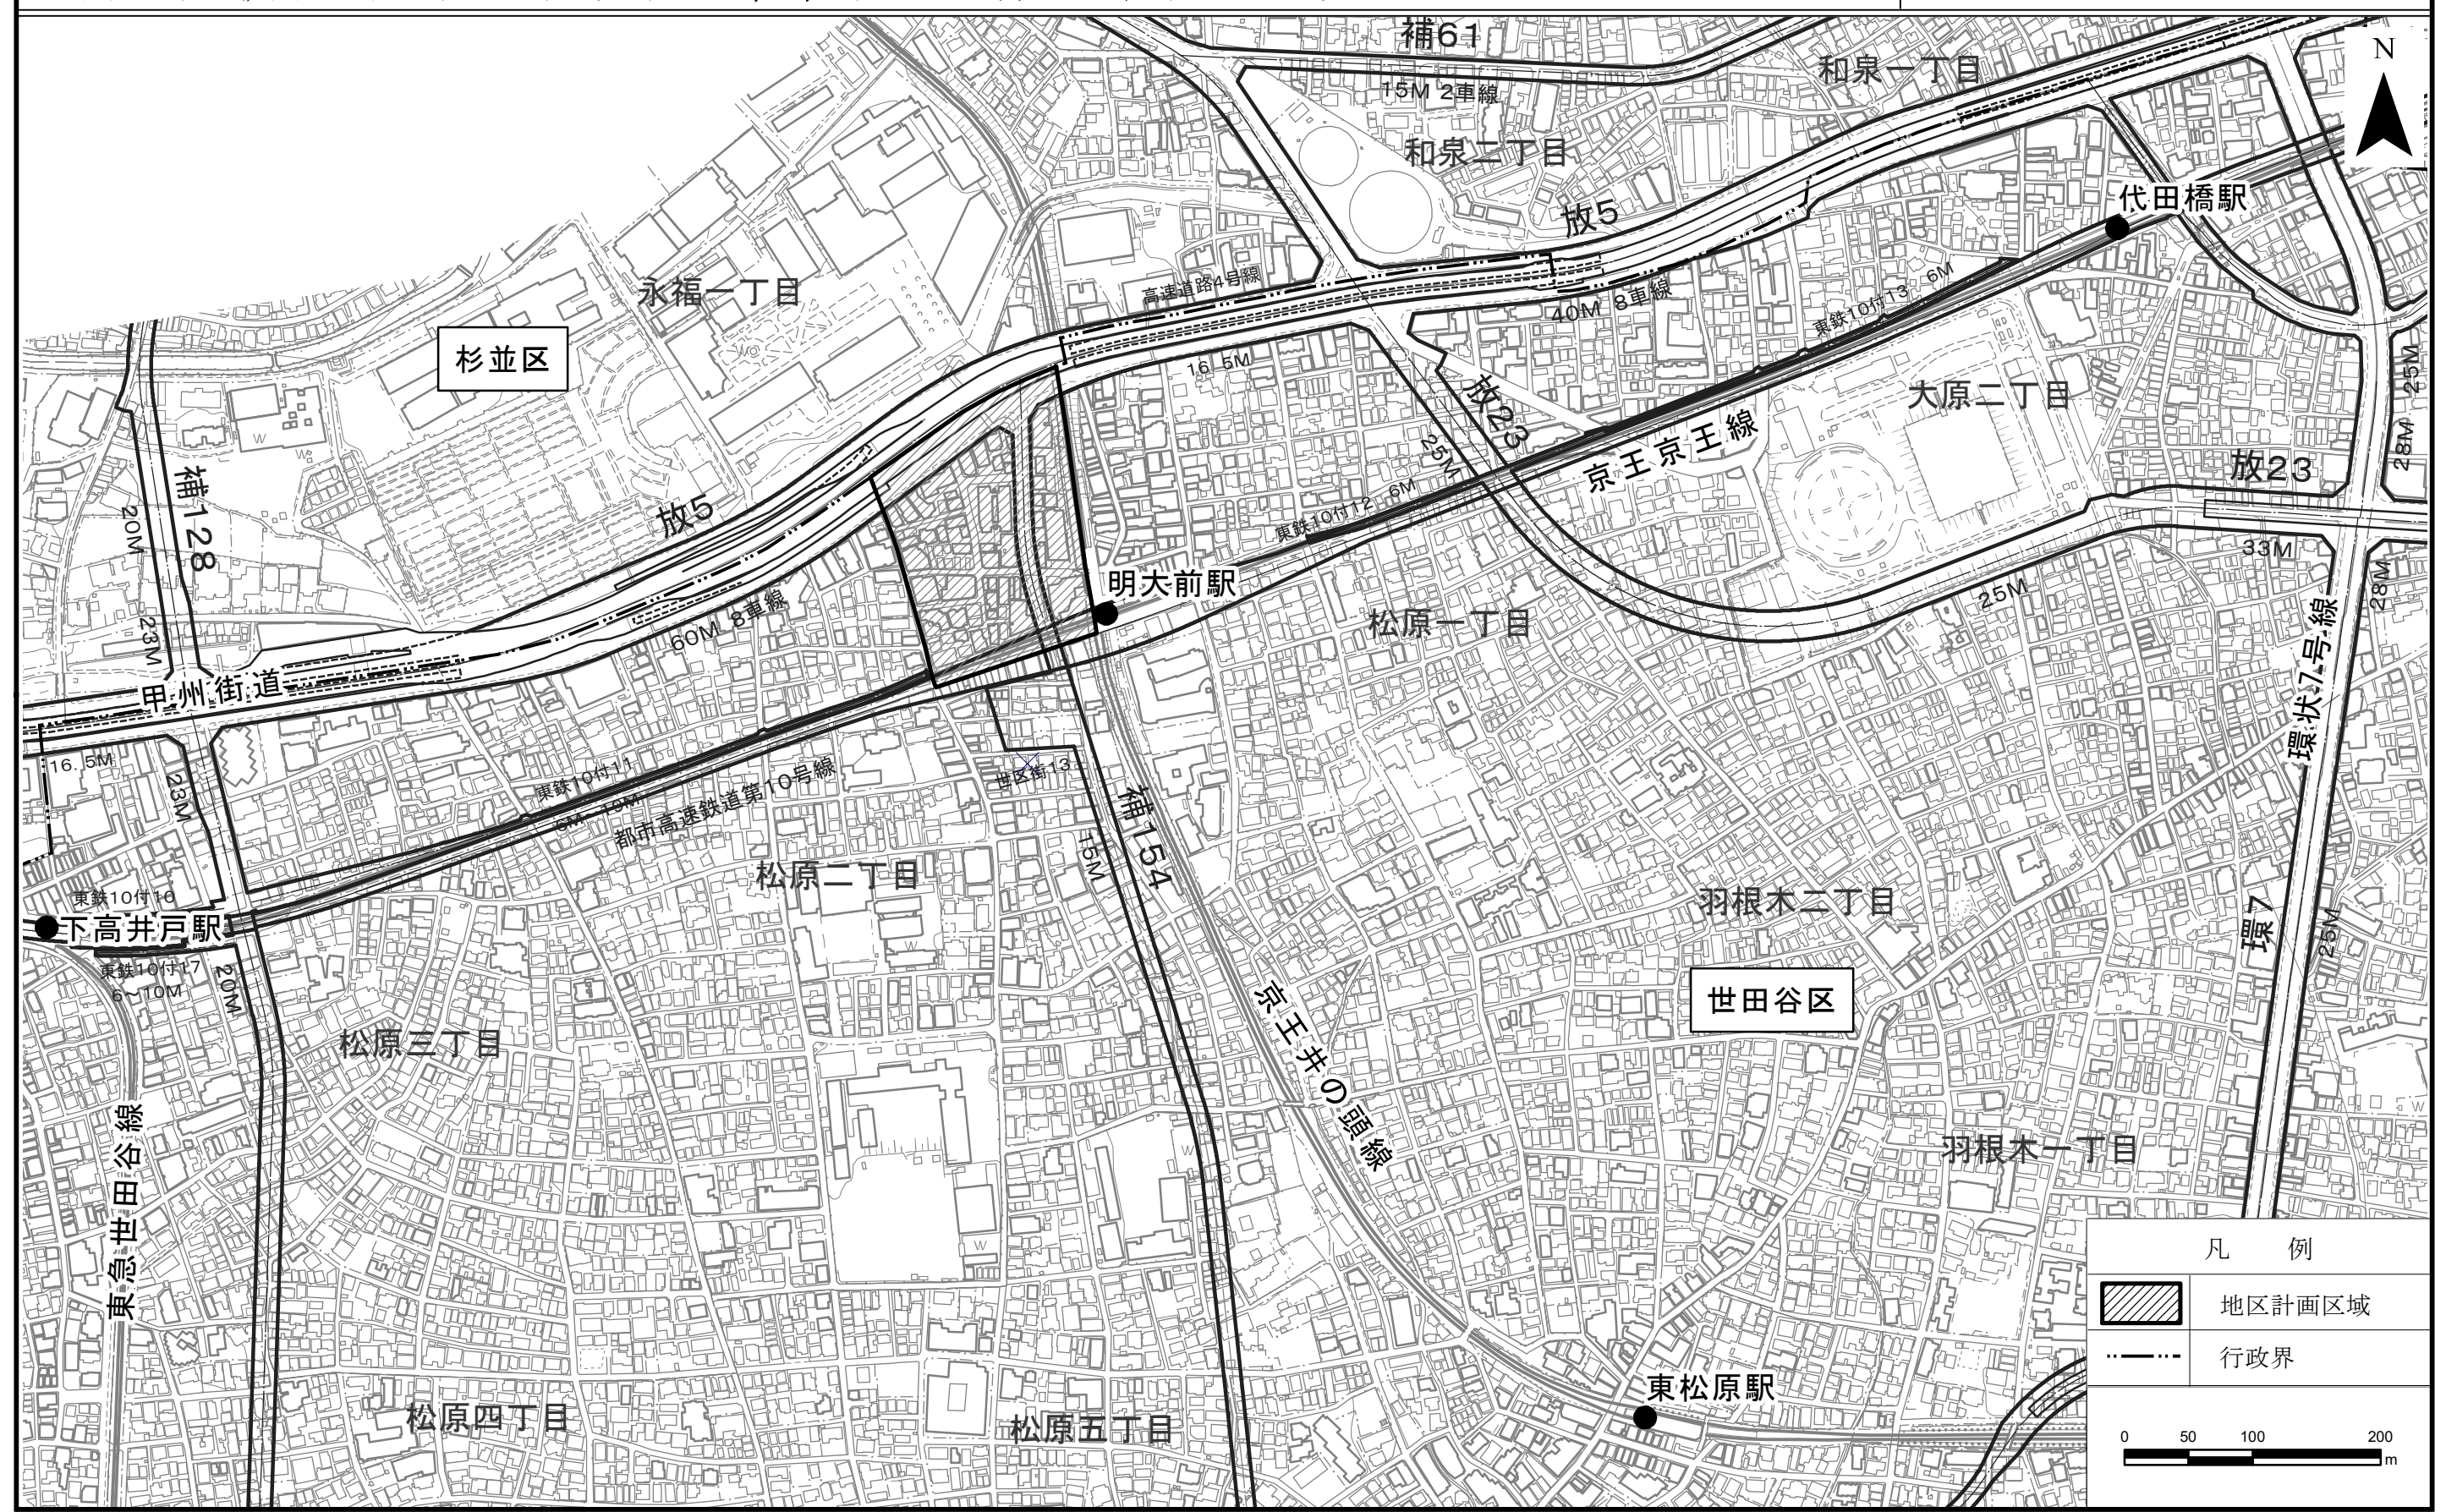 補61
15M 2車線
和泉一丁目
N
和泉二丁目
代田橋駅
放5
永福一丁目
高速道路4号線
40M 8車線
東鉄10付13 6M
杉並区
16.5M
25M
大原二丁目
放23
25M
28M
京王京王線
放23
補128
20M
放5
東鉄10付12 6M
33M
明大前駅
松原一丁目
25M
28M
60M 8車線
23M
甲州街道
環状7号線
16.5M
23M
東鉄10付11
6M~10M
都市高速鉄道第10号線
世区街13
補154
15M
松原二丁目
東鉄10付10
下高井戸駅
東鉄10付17
6〜10M
20M
羽根木二丁目
環7
25M
世田谷区
京王井の頭線
松原三丁目
東急世田谷線
羽根木一丁目
凡 例
地区計画区域
行政界
東松原駅
松原四丁目
松原五丁目
0 50 100 200
m